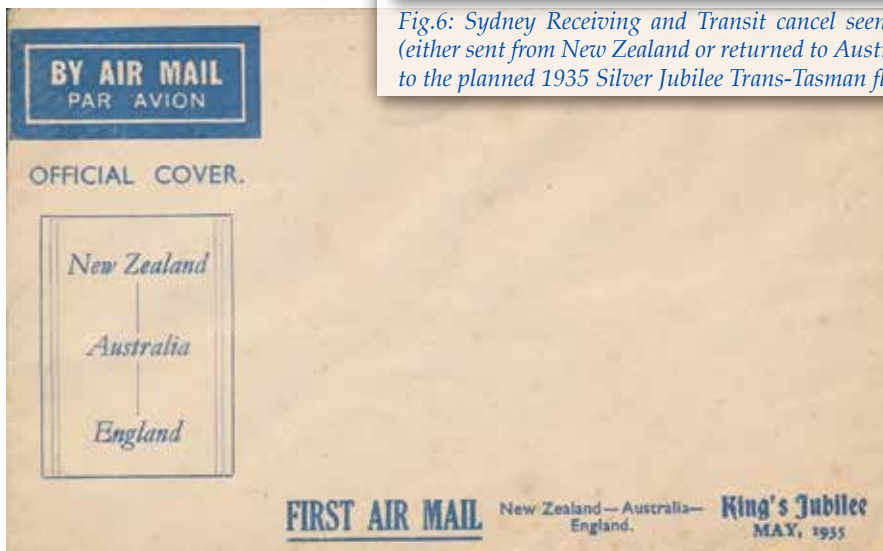 Fig.6: Sydney Receiving and Transit cancel seen
(either sent from New Zealand or returned to
to the planned 1935 Silver Jubilee Trans-Tasman
BY AIR MAIL
PAR AVION
OFFICIAL COVER.
New Zealand
Australia
England
FIRST AIR MAIL
New Zealand—Australia—
England.
King's Jubilee
MAY, 1935